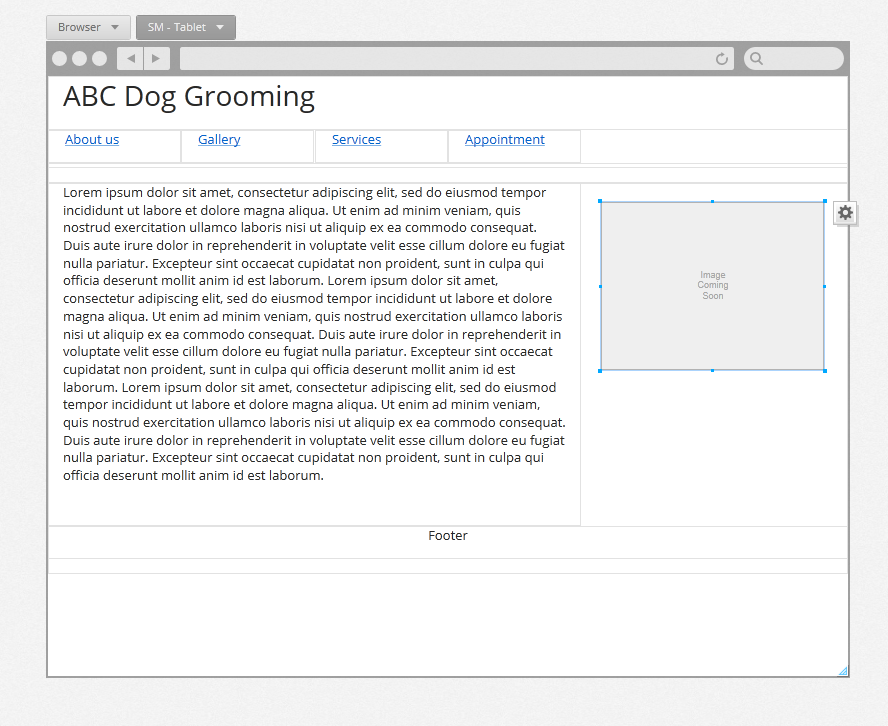 Browser
SM - Tablet
ABC Dog Grooming
About us
Gallery
Services
Appointment
Lorem ipsum dolor sit amet, consectetur adipiscing elit, sed do eiusmod tempor
incididunt ut labore et dolore magna aliqua. Ut enim ad minim veniam, quis
nostrud exercitation ullamco laboris nisi ut aliquip ex ea commodo consequat.
Duis aute irure dolor in reprehenderit in voluptate velit esse cillum dolore eu fugiat
nulla pariatur. Excepteur sint occaecat cupidatat non proident, sunt in culpa qui
officia deserunt mollit anim id est laborum. Lorem ipsum dolor sit amet,
consectetur adipiscing elit, sed do eiusmod tempor incididunt ut labore et dolore
magna aliqua. Ut enim ad minim veniam, quis nostrud exercitation ullamco laboris
nisi ut aliquip ex ea commodo consequat. Duis aute irure dolor in reprehenderit in
voluptate velit esse cillum dolore eu fugiat nulla pariatur. Excepteur sint occaecat
cupidatat non proident, sunt in culpa qui officia deserunt mollit anim id est
laborum. Lorem ipsum dolor sit amet, consectetur adipiscing elit, sed do eiusmod
tempor incididunt ut labore et dolore magna aliqua. Ut enim ad minim veniam,
quis nostrud exercitation ullamco laboris nisi ut aliquip ex ea commodo consequat.
Duis aute irure dolor in reprehenderit in voluptate velit esse cillum dolore eu fugiat
nulla pariatur. Excepteur sint occaecat cupidatat non proident, sunt in culpa qui
officia deserunt mollit anim id est laborum.
Image
Coming
Soon
Footer